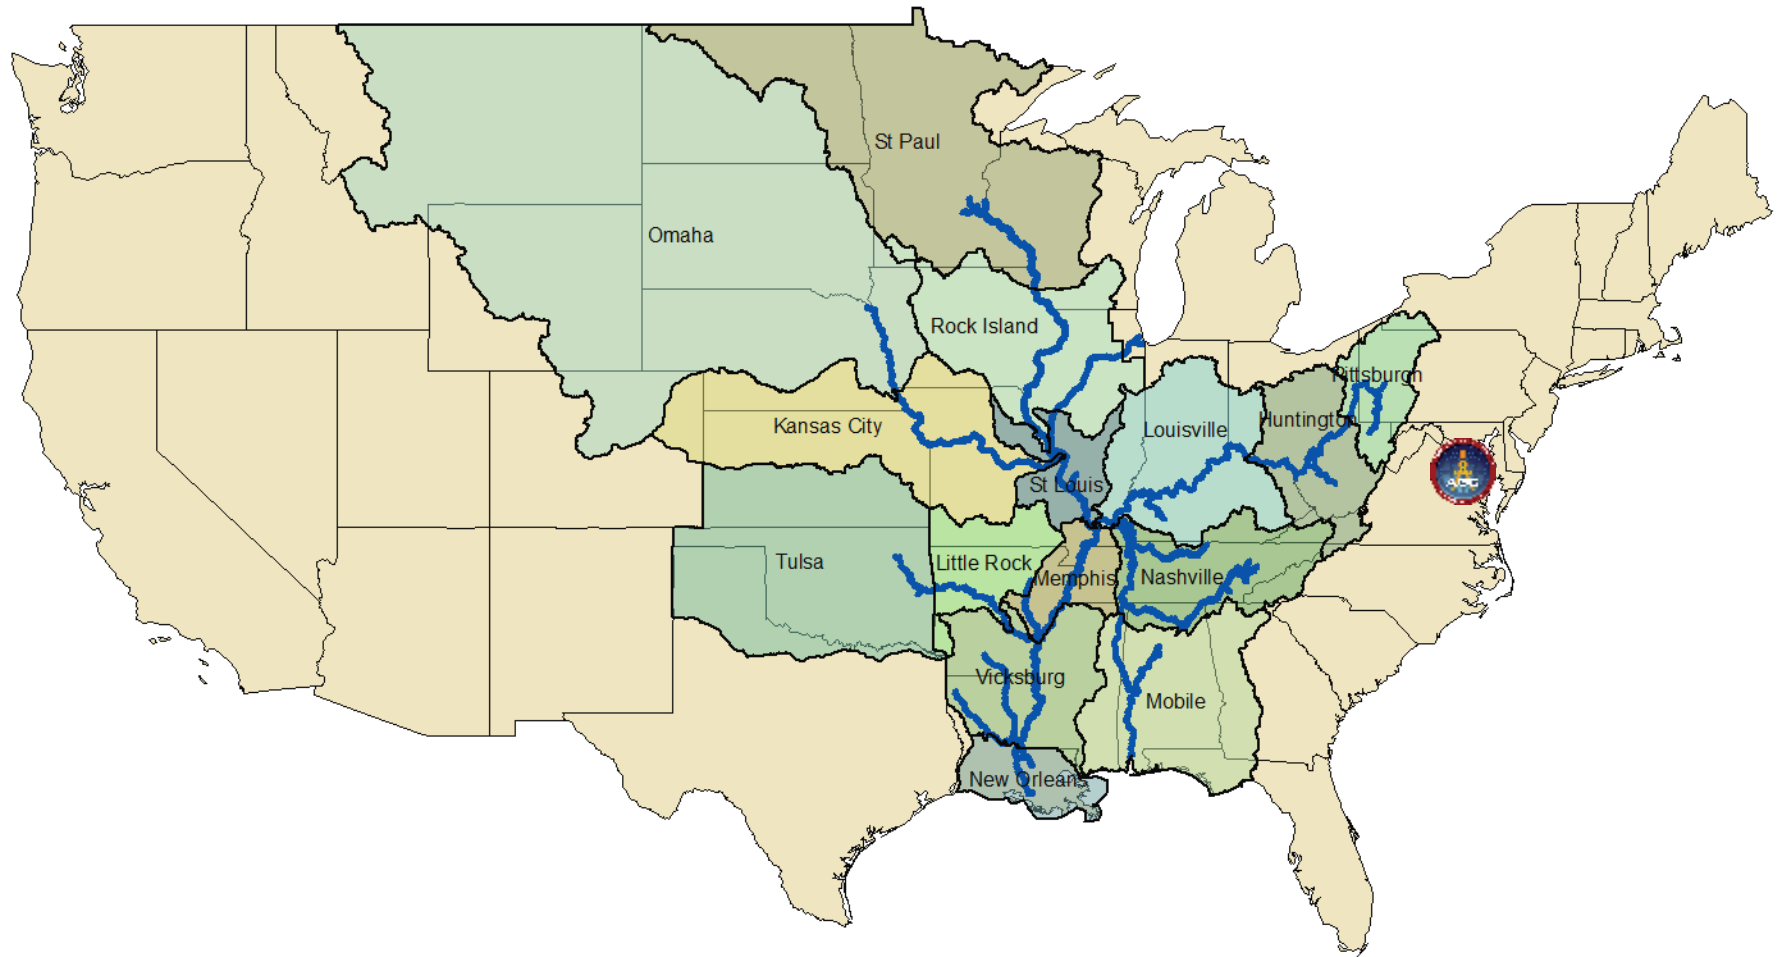 St Paul
Omaha
Rock Island
Pittsburgh
Kansas City
Louisville
Huntington
St Louis
Tulsa
Little Rock
Memphis
Nashville
Vicksburg
Mobile
New Orleans